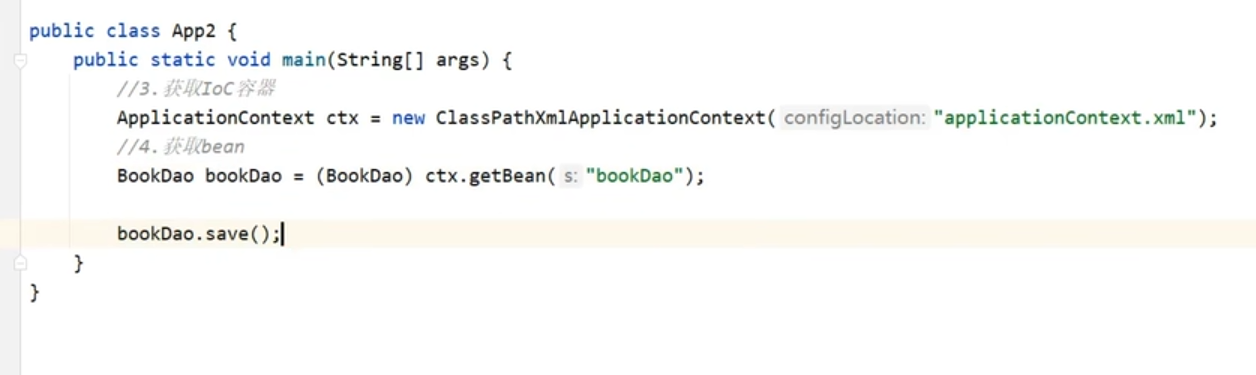 public class App2 {
public static void main(String[] args) {
//3.获取IoC容器
ApplicationContext ctx = new ClassPathXmlApplicationContext( configLocation: "applicationContext.xml");
//4.获取bean
BookDao bookDao = (BookDao) ctx.getBean( s: "bookDao");
bookDao.save();
}
}